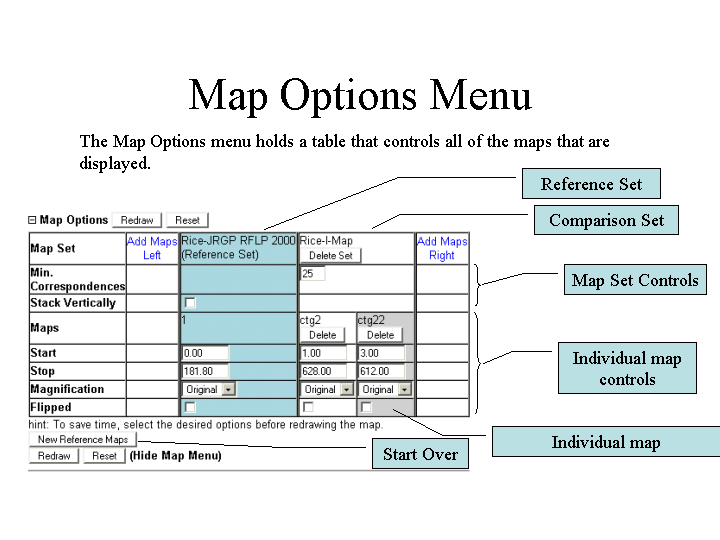 Map Options Menu
The Map Options menu holds a table that controls all of the maps that are
displayed.
Reference Set
Comparison Set
Map Set Controls
Individual map
controls
Individual map
Start Over
Map Options Redraw Reset
Map Set Add Maps Left Rice-JRGP RFLP 2000 (Reference Set) Rice-I-Map Delete Set Add Maps Right
Min. Correspondences 25
Stack Vertically
Maps 1 ctg2 Delete ctg22 Delete
Start 0.00 1.00 3.00
Stop 181.80 628.00 612.00
Magnification Original Original Original
Flipped
hint: To save time, select the desired options before redrawing the map.
New Reference Maps
Redraw Reset (Hide Map Menu)